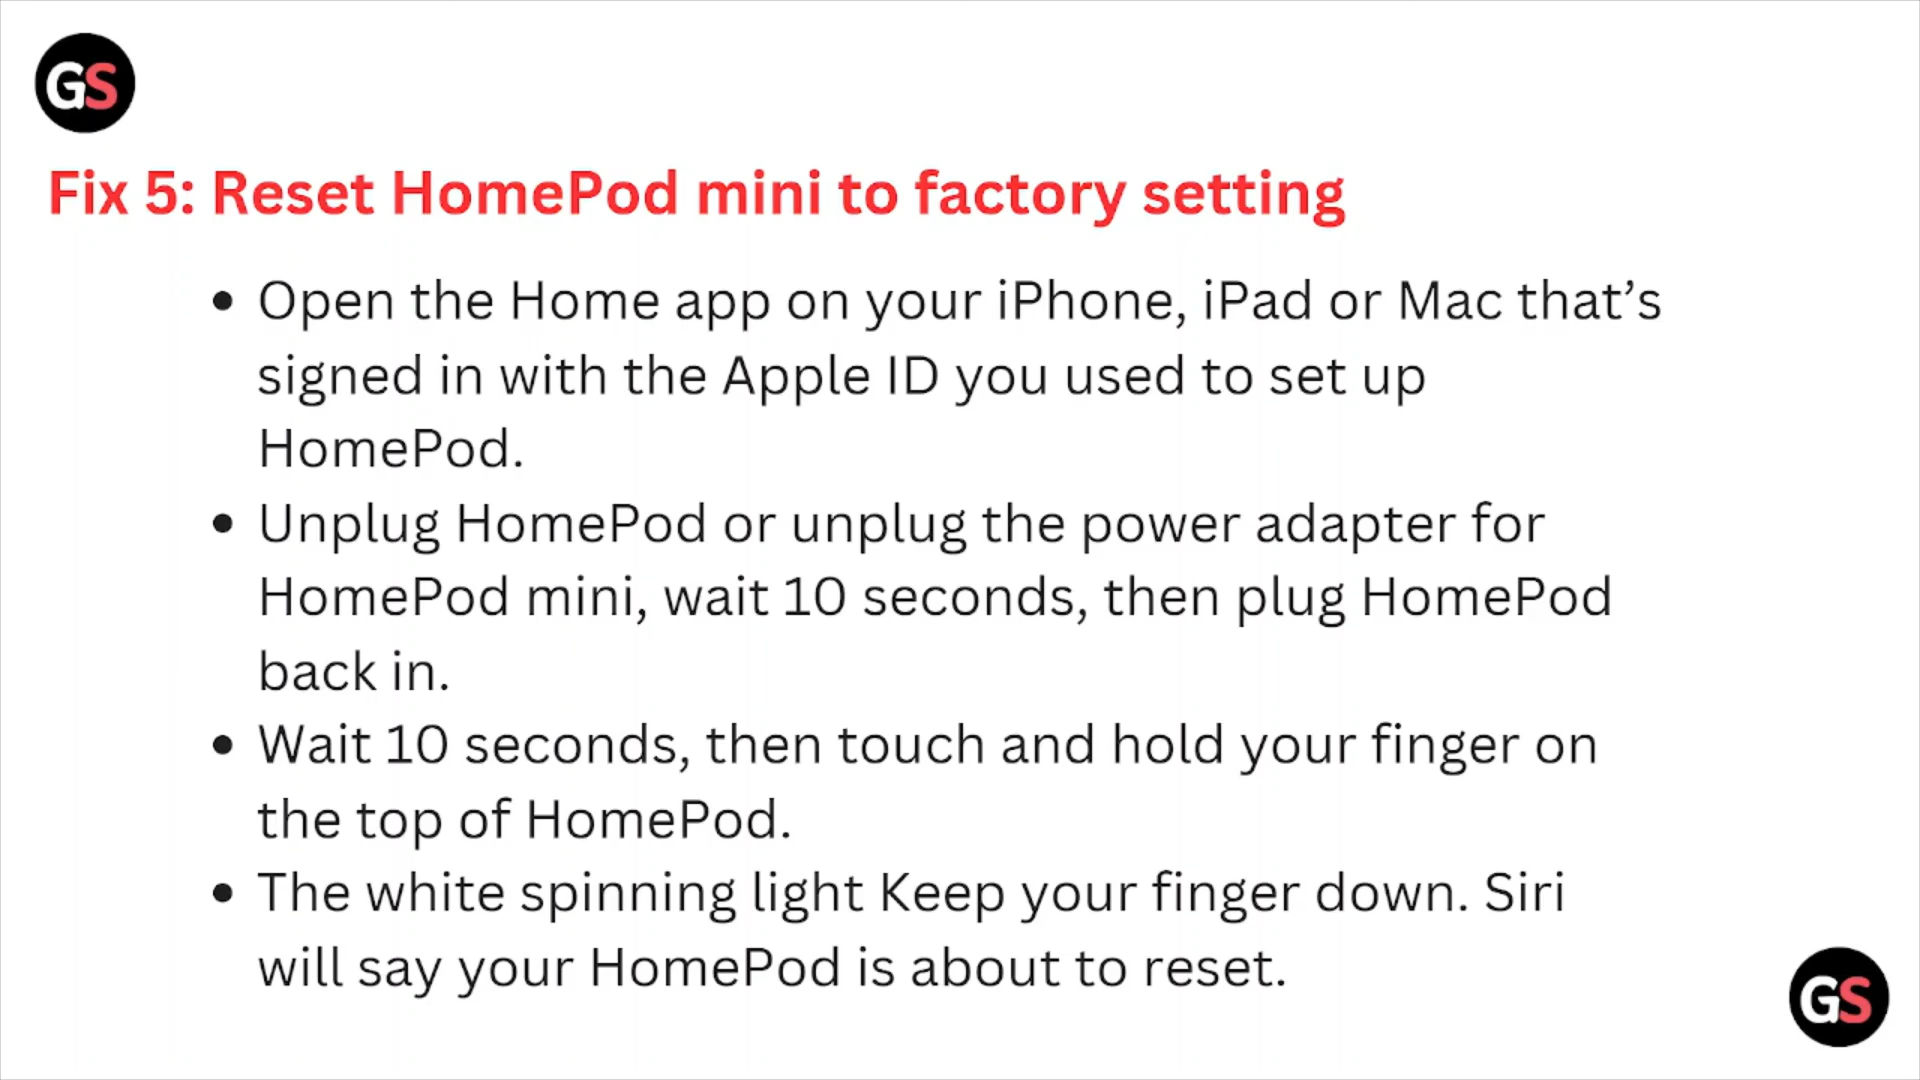 GS
Fix 5: Reset HomePod mini to factory setting
• Open the Home app on your iPhone, iPad or Mac that’s
signed in with the Apple ID you used to set up
HomePod.
• Unplug HomePod or unplug the power adapter for
HomePod mini, wait 10 seconds, then plug HomePod
back in.
• Wait 10 seconds, then touch and hold your finger on
the top of HomePod.
• The white spinning light Keep your finger down. Siri
will say your HomePod is about to reset.
GS